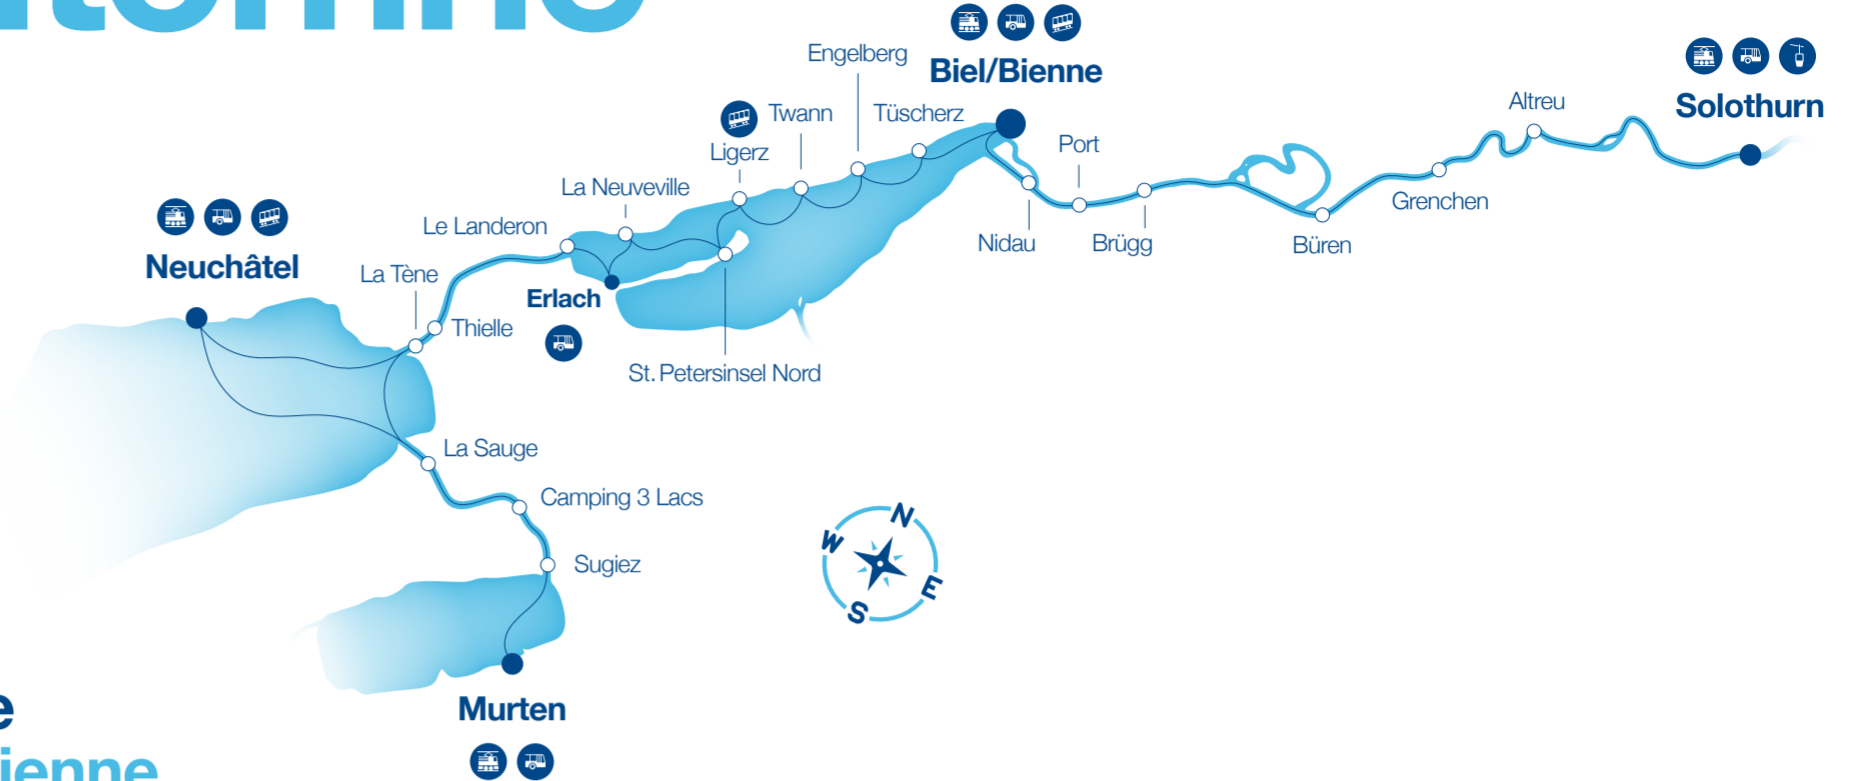 Engelberg
Biel/Bienne
Solothurn
Altreu
Twann
Tüscherz
Ligerz
Port
La Neuveville
Le Landeron
Grenchen
Nidau
Brügg
Büren
Neuchâtel
La Tène
Erlach
Thielle
St. Petersinsel Nord
La Sauge
Camping 3 Lacs
N
W
E
S
Sugiez
Murten
e
ienne